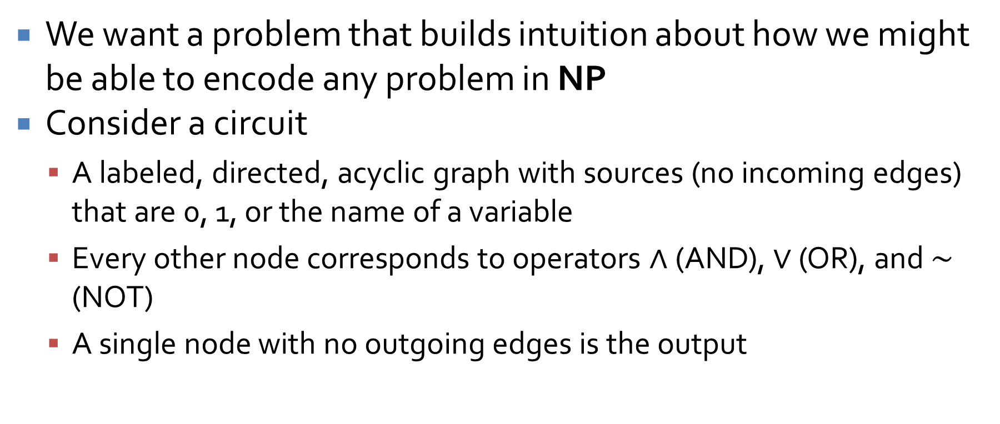 We want a problem that builds intuition about how we might
be able to encode any problem in NP
Consider a circuit
A labeled, directed, acyclic graph with sources (no incoming edges)
that are 0, 1, or the name of a variable
Every other node corresponds to operators ∧ (AND), ∨ (OR), and ~
(NOT)
A single node with no outgoing edges is the output